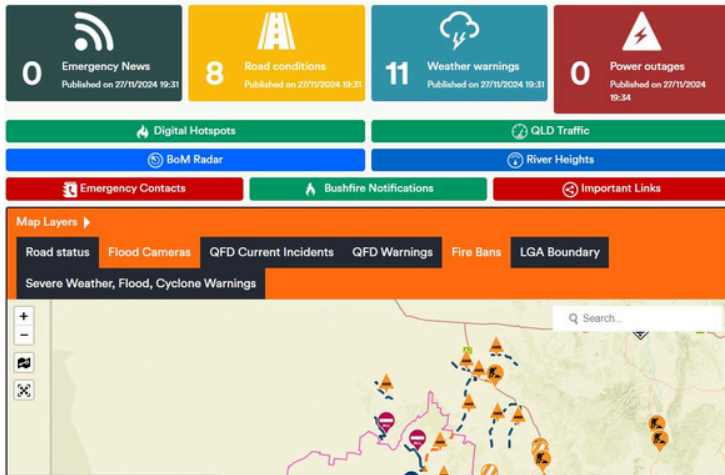 0
Emergency News
Published on 27/11/2024 19:31
8
Road conditions
Published on 27/11/2024 19:31
11
Weather warnings
Published on 27/11/2024 19:31
0
Power outages
Published on 27/11/2024
19:34
Digital Hotspots
QLD Traffic
BoM Radar
River Heights
Emergency Contacts
Bushfire Notifications
Important Links
Map Layers
Road status
Flood Cameras
QFD Current Incidents
QFD Warnings
Fire Bans
LGA Boundary
Severe Weather, Flood, Cyclone Warnings
+
−
Search...